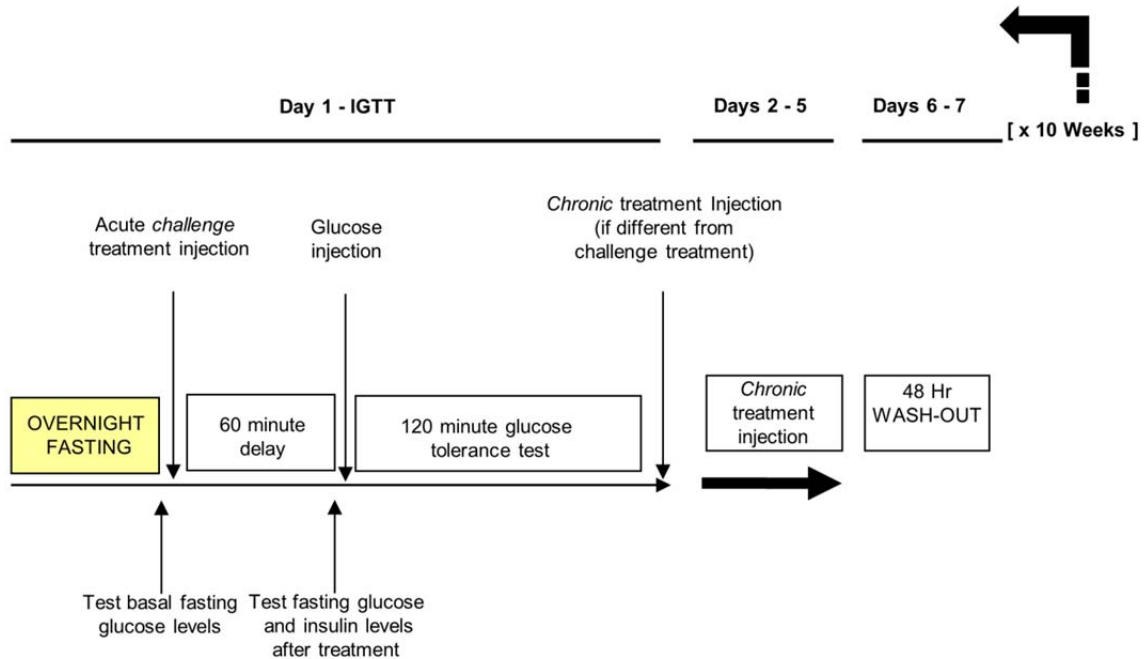 Day 1 - IGTT
Days 2 - 5
Days 6 - 7
[ x 10 Weeks ]
Acute challenge
treatment injection
Glucose
injection
Chronic treatment Injection
(if different from
challenge treatment)
OVERNIGHT
FASTING
60 minute
delay
120 minute glucose
tolerance test
Chronic
treatment
injection
48 Hr
WASH-OUT
Test basal fasting
glucose levels
Test fasting glucose
and insulin levels
after treatment